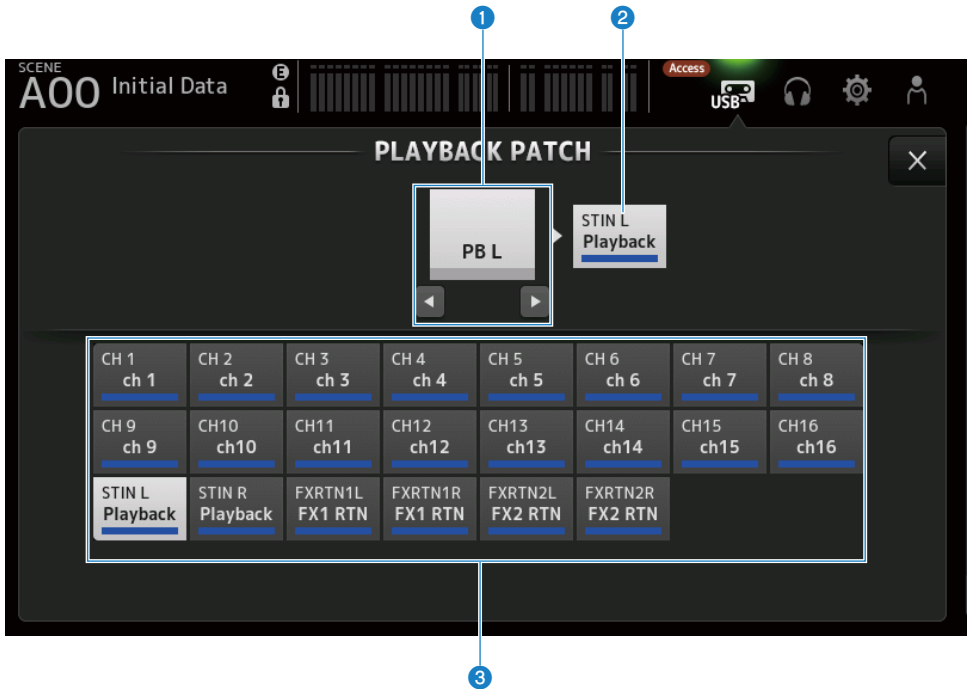 1 2
SCENE
A00 Initial Data
E
Access
USB
PLAYBACK PATCH
PB L
STIN L
Playback
CH 1 CH 2 CH 3 CH 4 CH 5 CH 6 CH 7 CH 8
ch 1 ch 2 ch 3 ch 4 ch 5 ch 6 ch 7 ch 8
CH 9 CH10 CH11 CH12 CH13 CH14 CH15 CH16
ch 9 ch10 ch11 ch12 ch13 ch14 ch15 ch16
STIN L STIN R FXRTN1L FXRTN1R FXRTN2L FXRTN2R
Playback Playback FX1 RTN FX1 RTN FX2 RTN FX2 RTN
3